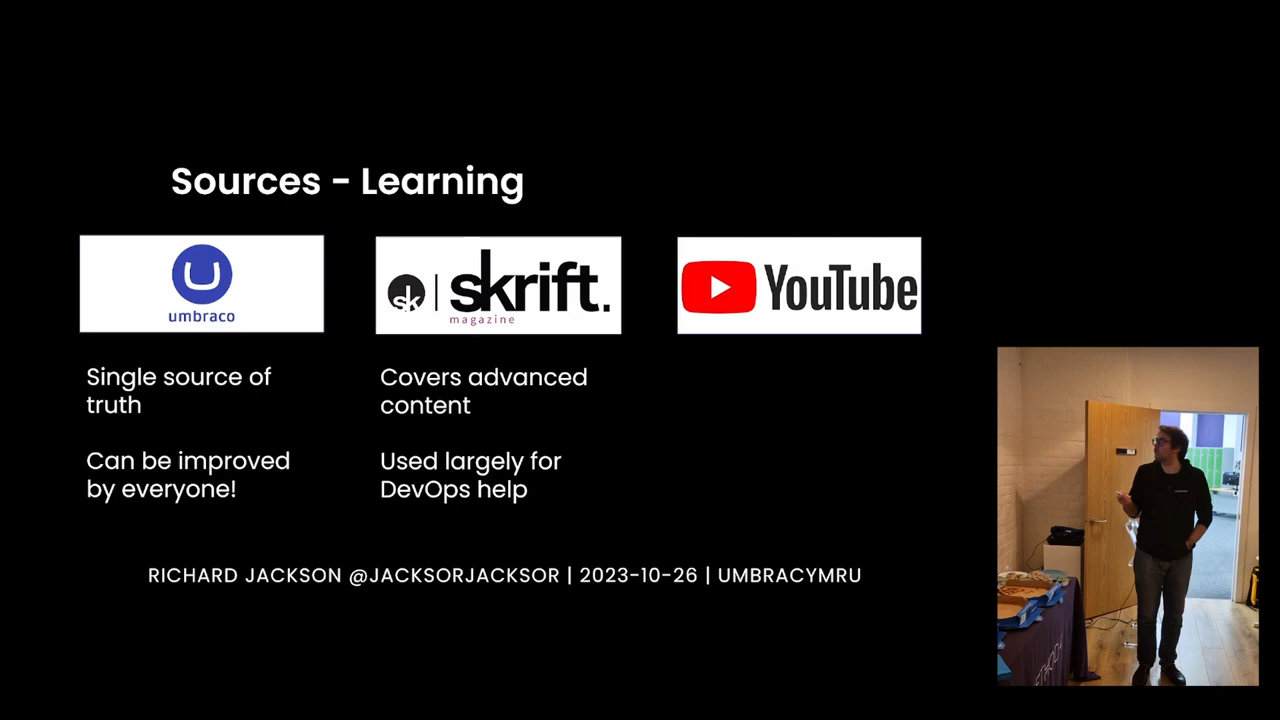 Sources - Learning
umbraco
sk
skrift.
magazine
YouTube
Single source of
truth
Can be improved
by everyone!
Covers advanced
content
Used largely for
DevOps help
RICHARD JACKSON @JACKSORJACKSOR | 2023-10-26 | UMBRACYMRU